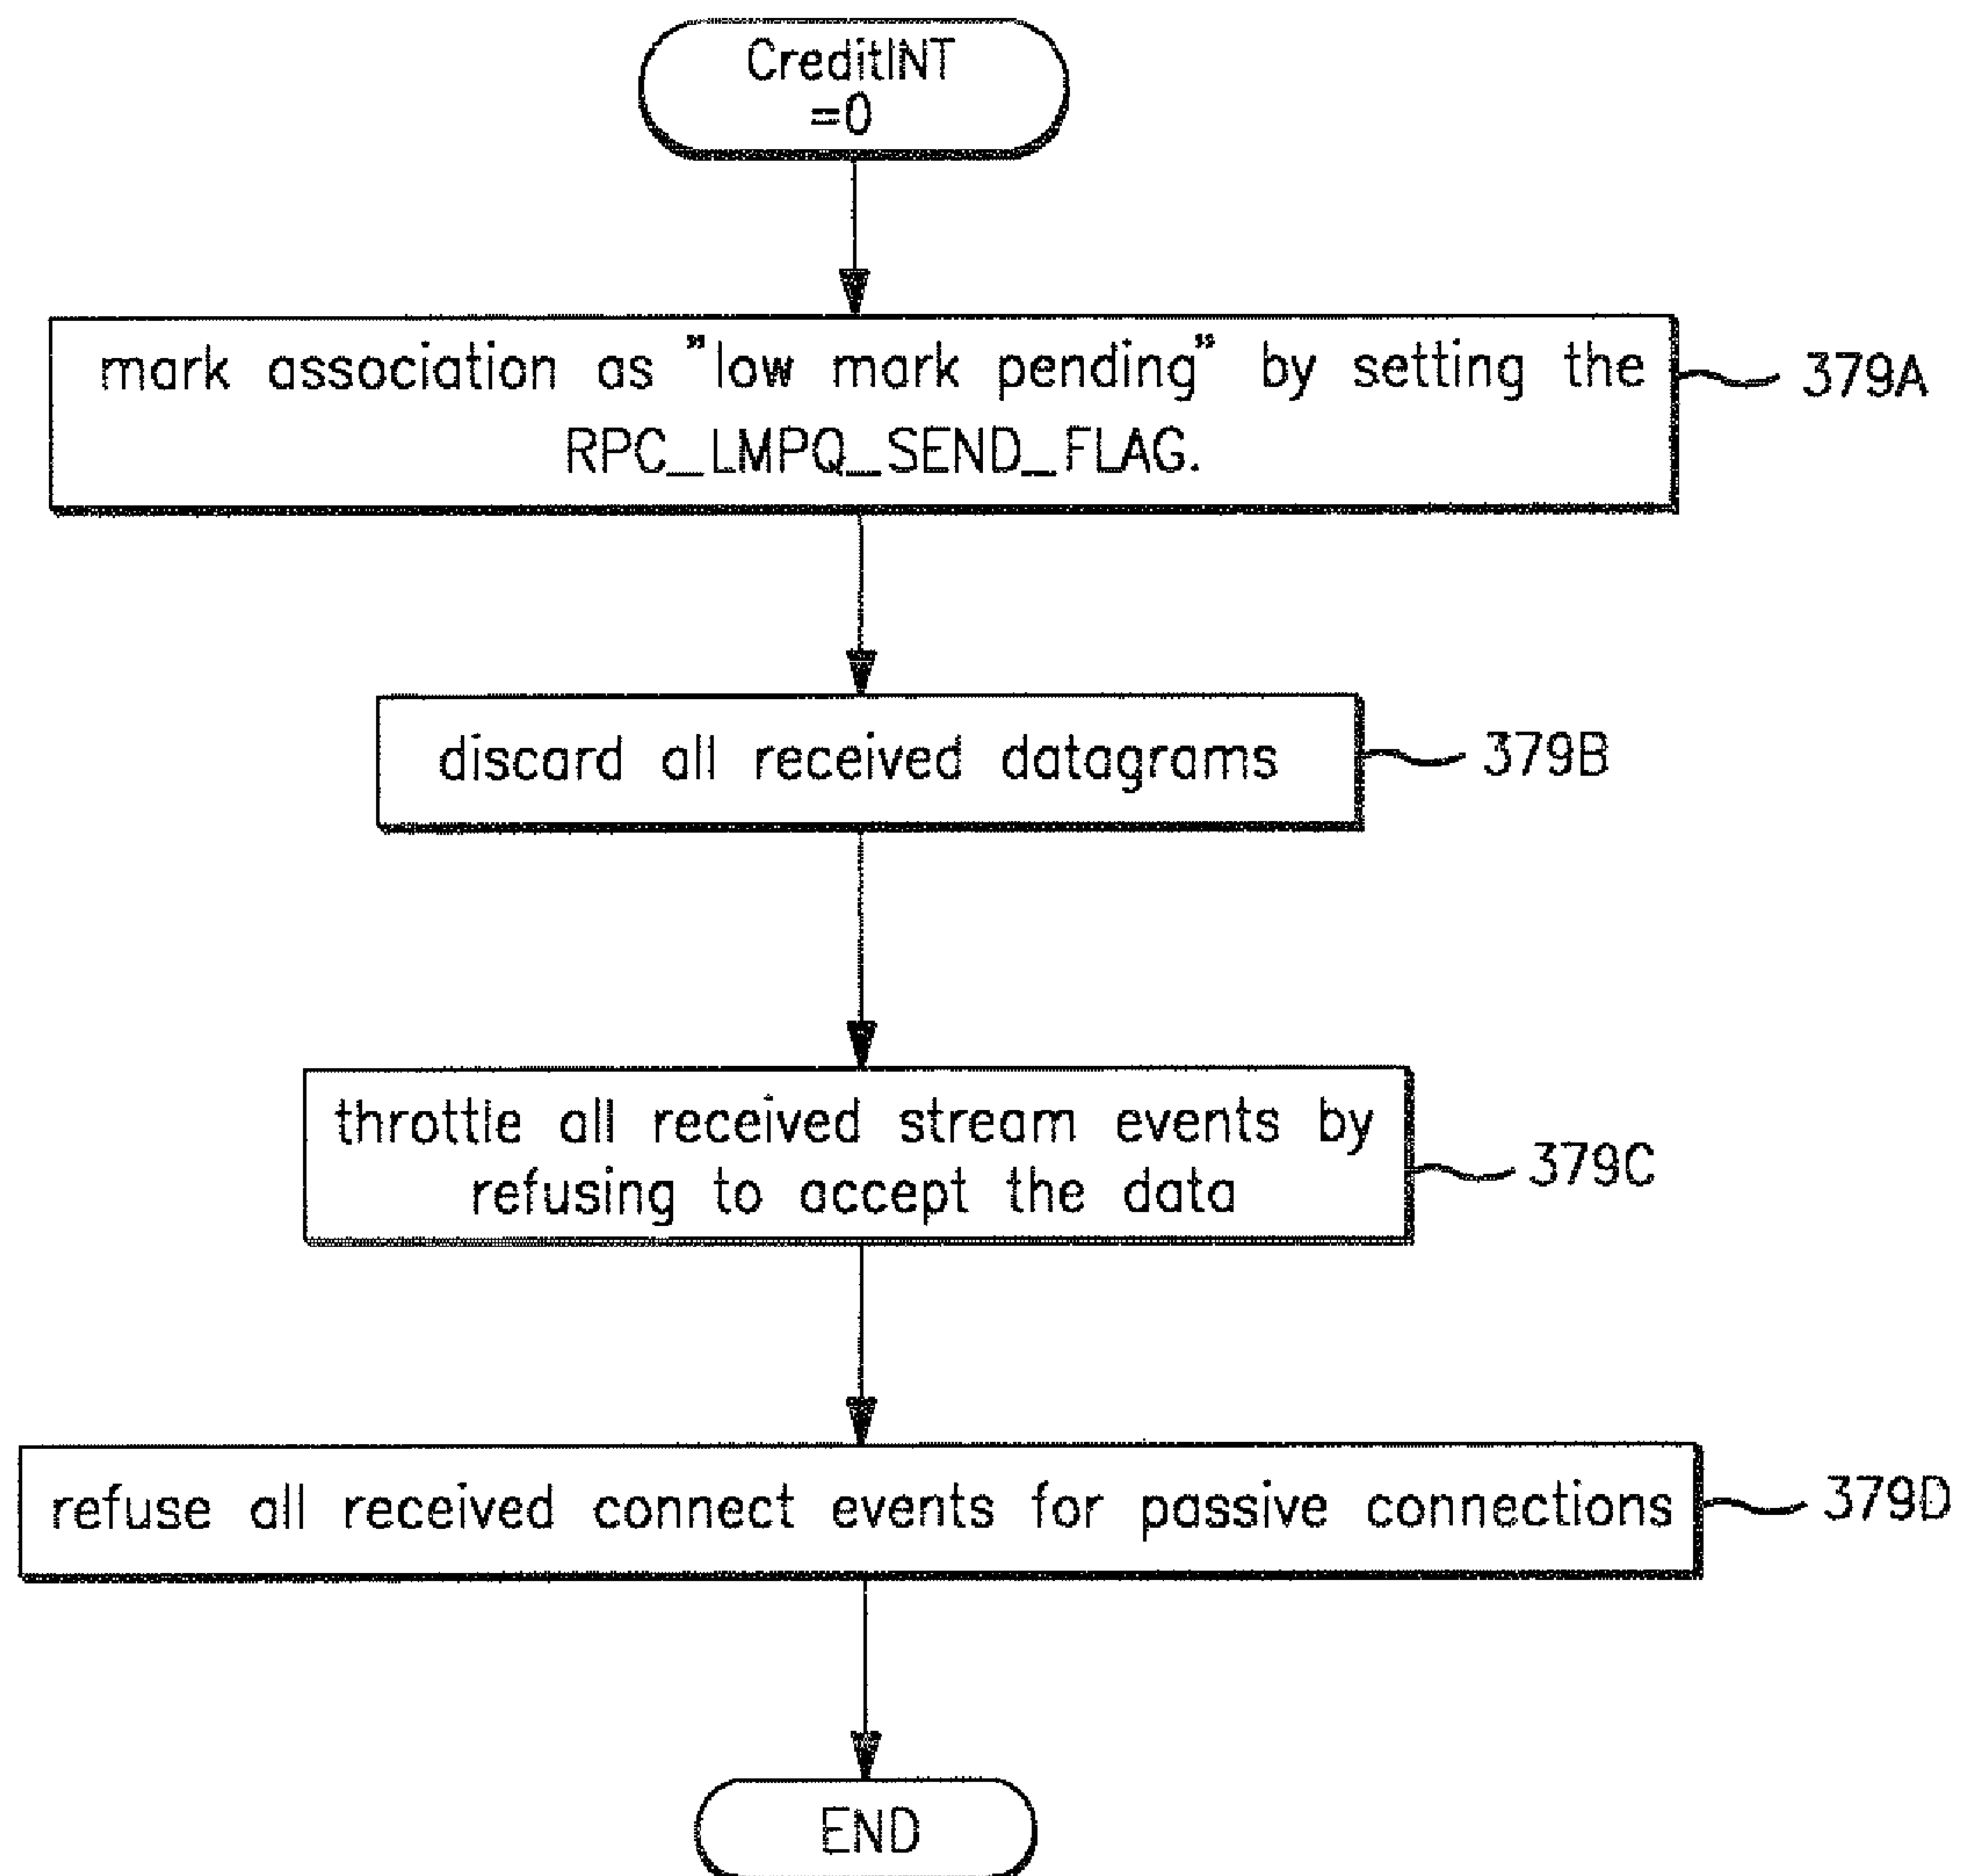 CreditINT
=0
mark association as "low mark pending" by setting the
RPC_LMPQ_SEND_FLAG.
379A
discard all received datagrams
379B
throttle all received stream events by
refusing to accept the data
379C
refuse all received connect events for passive connections
379D
END